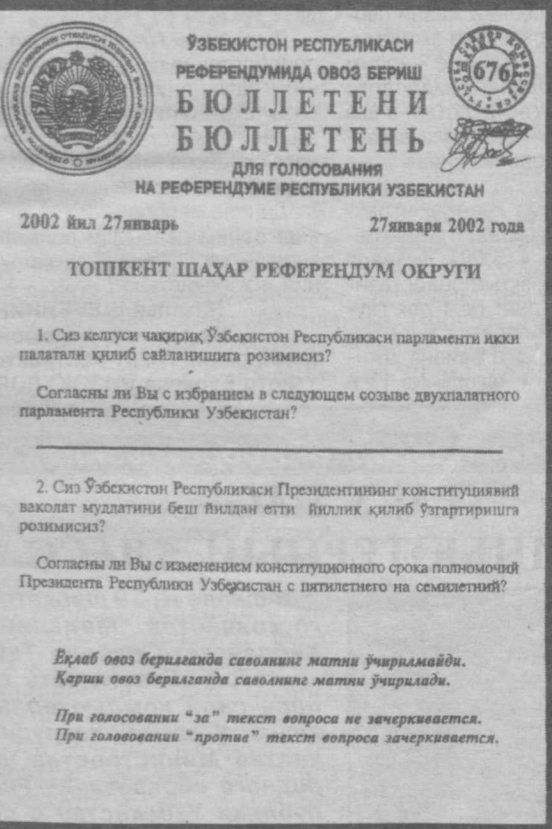 ЎЗБЕКИСТОН РЕСПУБЛИКАСИ
РЕФЕРЕНДУМИДА ОВОЗ БЕРИШ
БЮЛЛЕТЕНИ
БЮЛЛЕТЕНЬ
ДЛЯ ГОЛОСОВАНИЯ
НА РЕФЕРЕНДУМЕ РЕСПУБЛИКИ УЗБЕКИСТАН
676
2002 йил 27январь
27января 2002 года
ТОШКЕНТ ШАҲАР РЕФЕРЕНДУМ ОКРУГИ
1. Сиз келгуси чақириқ Ўзбекистон Республикаси парламенти икки
палатали қилиб сайланишига розимисиз?
Согласны ли Вы с избранием в следующем созыве двухпалатного
парламента Республики Узбекистан?
2. Сиз Ўзбекистон Республикаси Президентининг конституциявий
ваколат муддатини беш йилдан етти йиллик қилиб ўзгартиришга
розимисиз?
Согласны ли Вы с изменением конституционного срока полномочий
Президента Республики Узбекистан с пятилетнего на семилетний?
Ёқлаб овоз берилганда саволнинг матни ўчирилмайди.
Қарши овоз берилганда саволнинг матни ўчирилади.
При голосовании “за” текст вопроса не зачеркивается.
При голововании “против” текст вопроса зачеркивается.